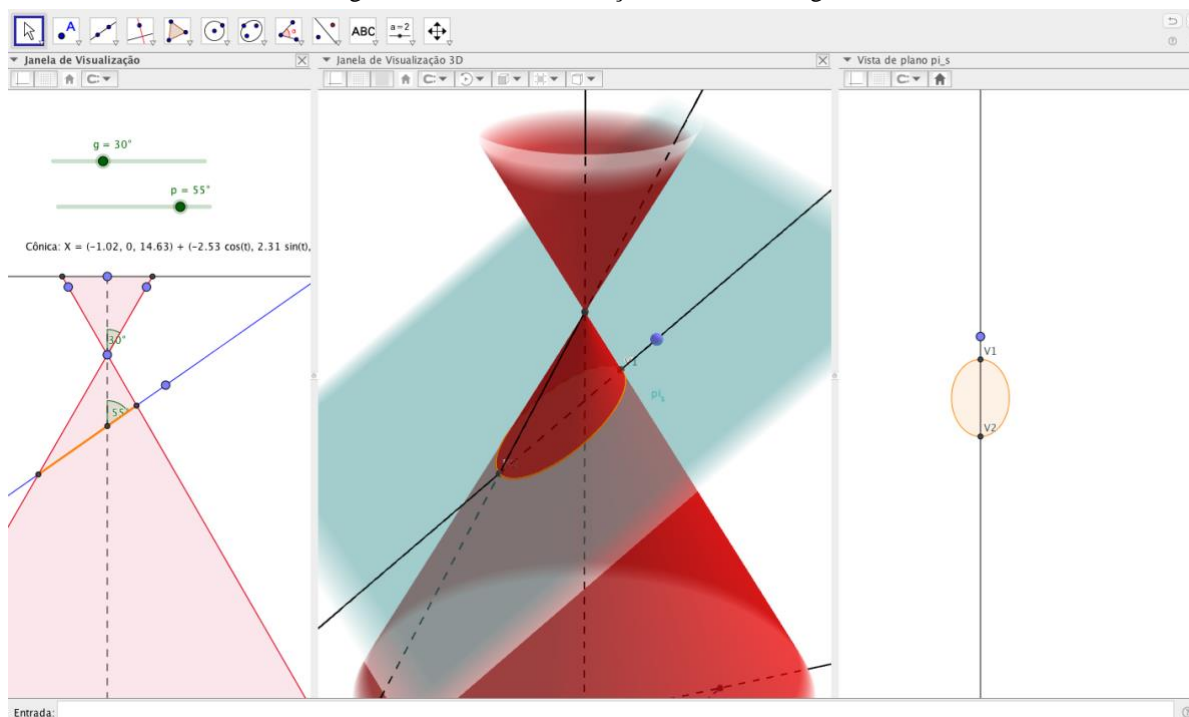 ABC
a=2
Janela de Visualização
Janela de Visualização 3D
Vista de plano pi_s
g = 30°
p = 55°
Cônica: X = (-1.02, 0, 14.63) + (-2.53 cos(t), 2.31 sin(t),
30°
55
pi_s
V1
V2
Entrada: